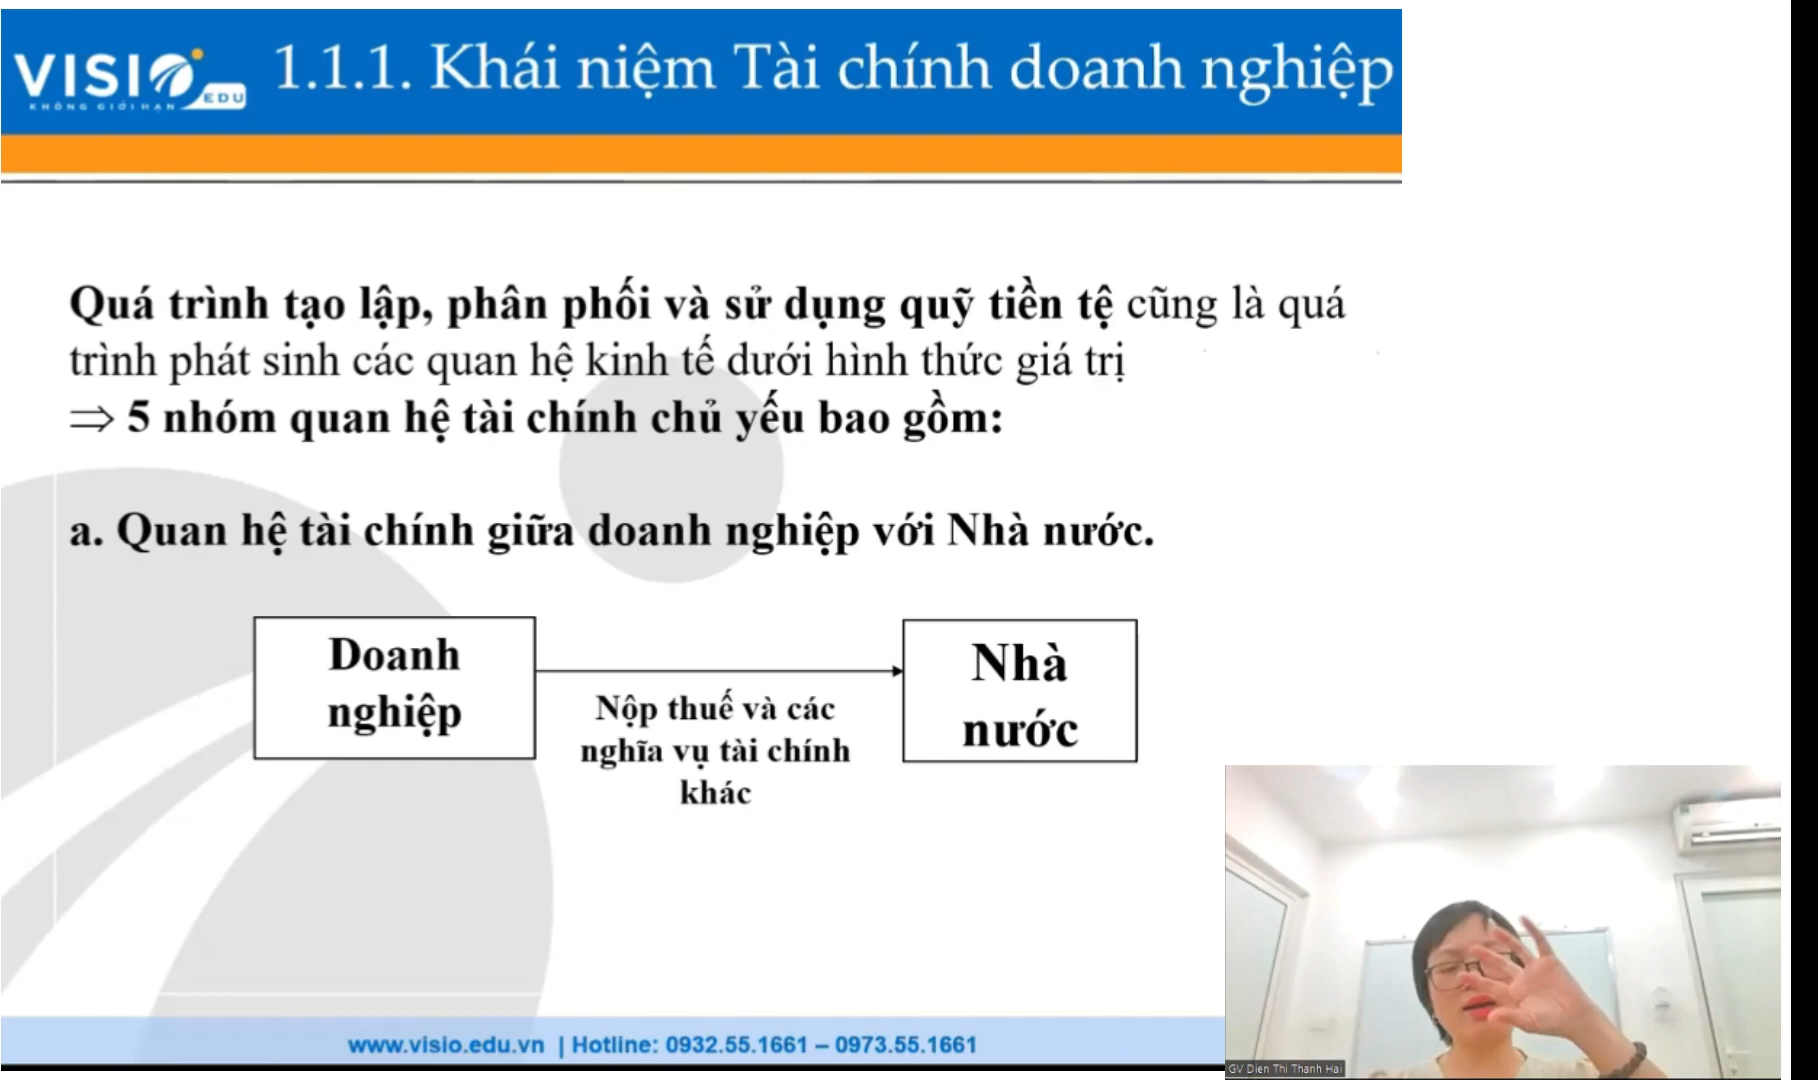 VISIO EDU
KHÔNG GIỚI HẠN
1.1.1. Khái niệm Tài chính doanh nghiệp
Quá trình tạo lập, phân phối và sử dụng quỹ tiền tệ cũng là quá
trình phát sinh các quan hệ kinh tế dưới hình thức giá trị
⇒ 5 nhóm quan hệ tài chính chủ yếu bao gồm:
a. Quan hệ tài chính giữa doanh nghiệp với Nhà nước.
Doanh
nghiệp
Nộp thuế và các
nghĩa vụ tài chính
khác
Nhà
nước
www.visio.edu.vn | Hotline: 0932.55.1661 – 0973.55.1661
GV Dien Thi Thanh Hai